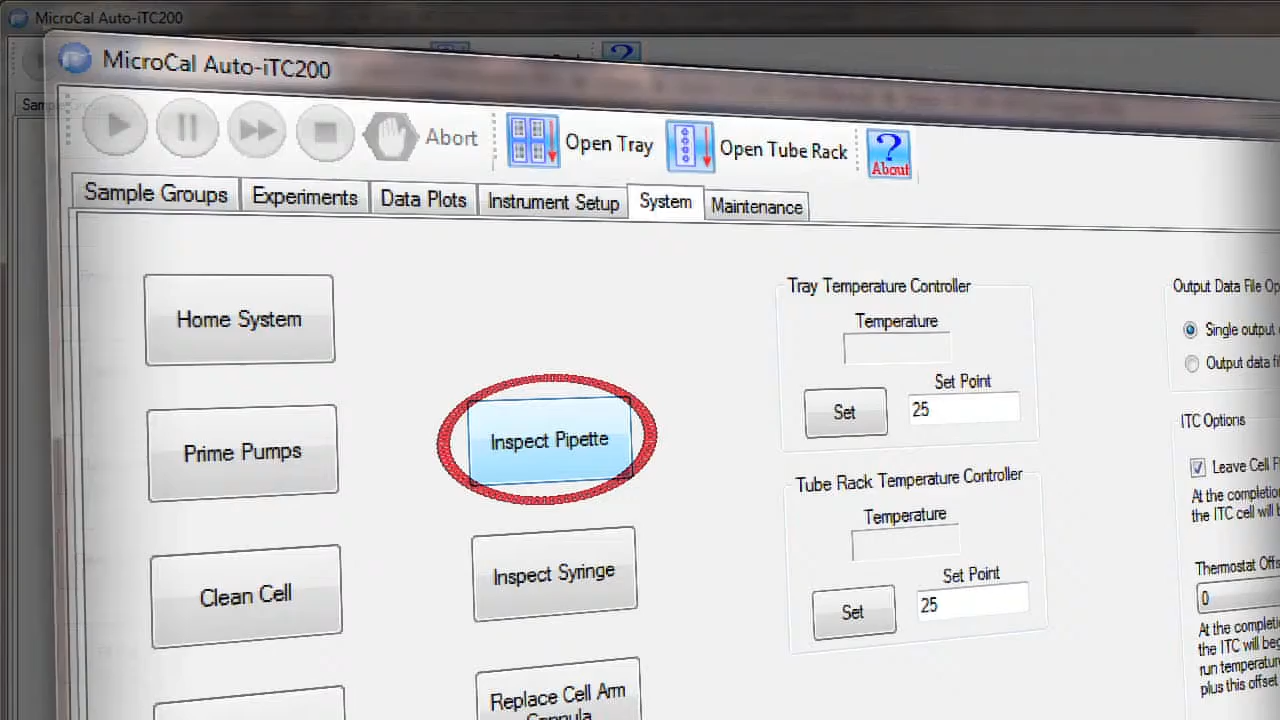 MicroCal Auto-iTC200
MicroCal Auto-iTC200
Abort
Open Tray
Open Tube Rack
?
About
Sample Groups
Experiments
Data Plots
Instrument Setup
System
Maintenance
Home System
Prime Pumps
Clean Cell
Inspect Pipette
Inspect Syringe
Replace Cell Arm
Tray Temperature Controller
Temperature
Set
Set Point
25
Tube Rack Temperature Controller
Temperature
Set
Set Point
25
Output Data File Op
Single output
Output data fi
ITC Options
Leave Cell F
At the completion
the ITC cell will b
Thermostat Offs
0
At the completi
the ITC will beg
run temperature
plus this offset